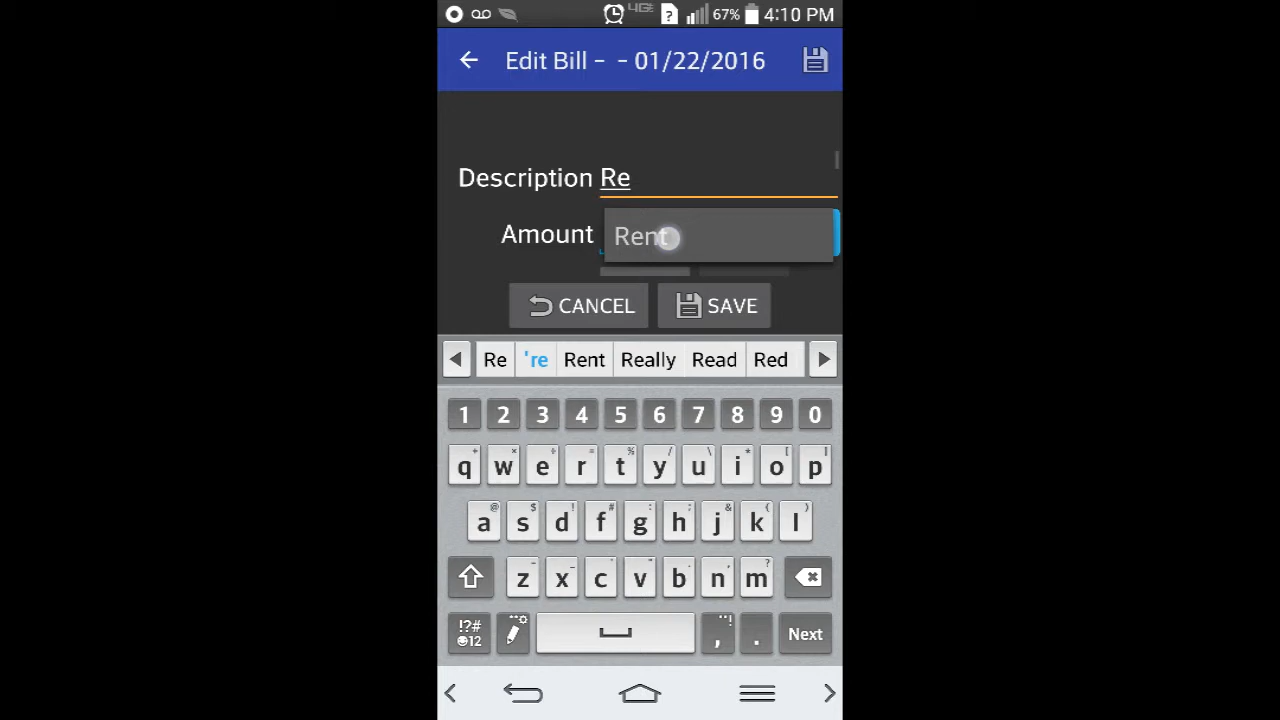 4G 67% 4:10 PM
Edit Bill - - 01/22/2016
Description Re
Amount Rent
CANCEL SAVE
Re 're Rent Really Read Red
1 2 3 4 5 6 7 8 9 0
q w e r t y u i o p
a s d f g h j k l
z x c v b n m
!?# 12 , . Next